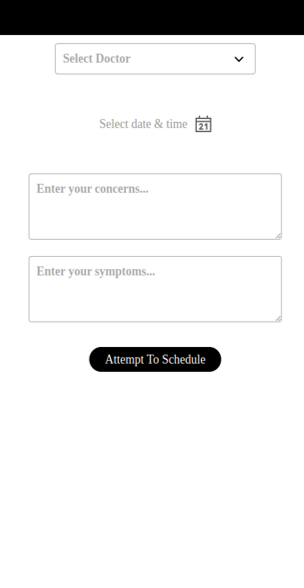 Select Doctor
Select date & time 21
Enter your concerns...
Enter your symptoms...
Attempt To Schedule